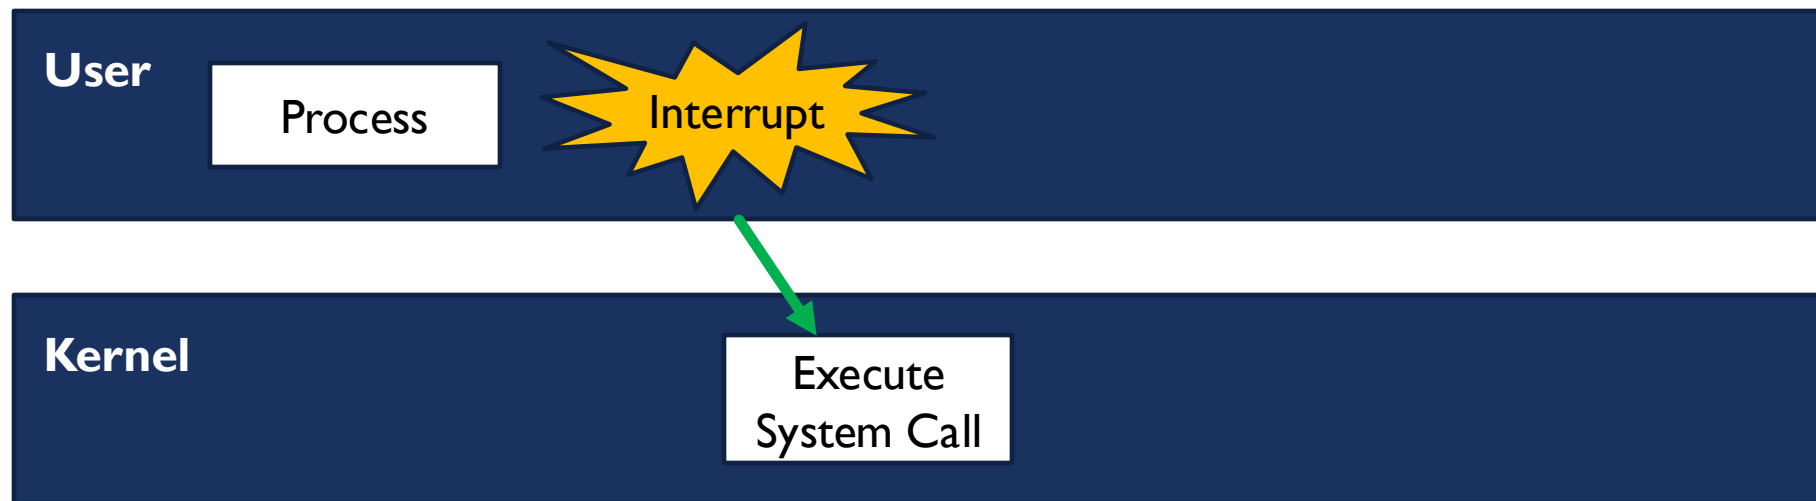 User
Process
Interrupt
Kernel
Execute
System Call